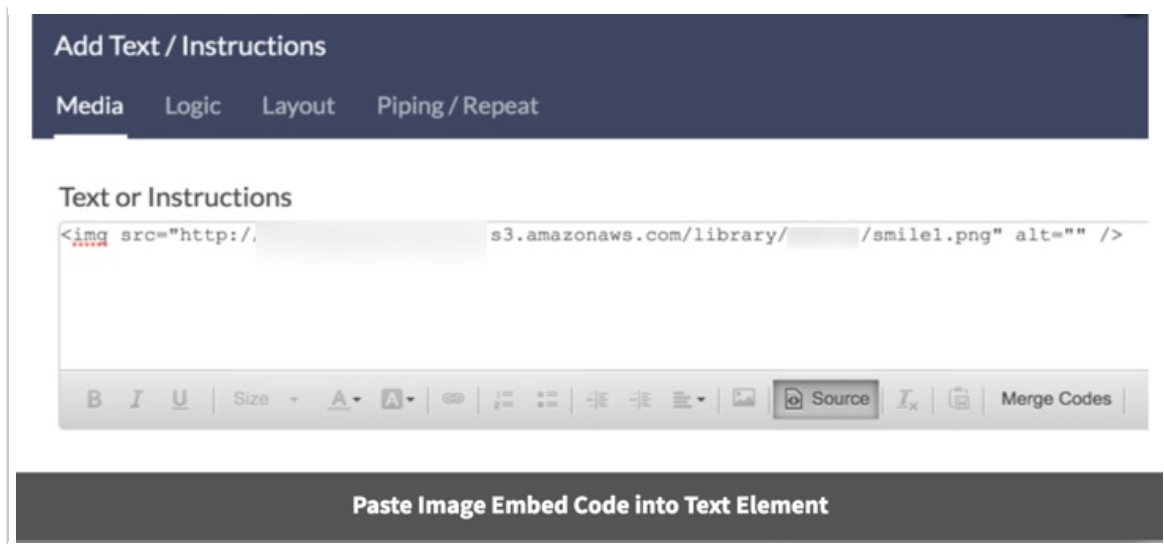 Add Text / Instructions
Media Logic Layout Piping / Repeat
Text or Instructions
<img src="http:/ s3.amazonaws.com/library/ /smile1.png" alt="" />
B I U Size A A Source Tx Merge Codes
Paste Image Embed Code into Text Element